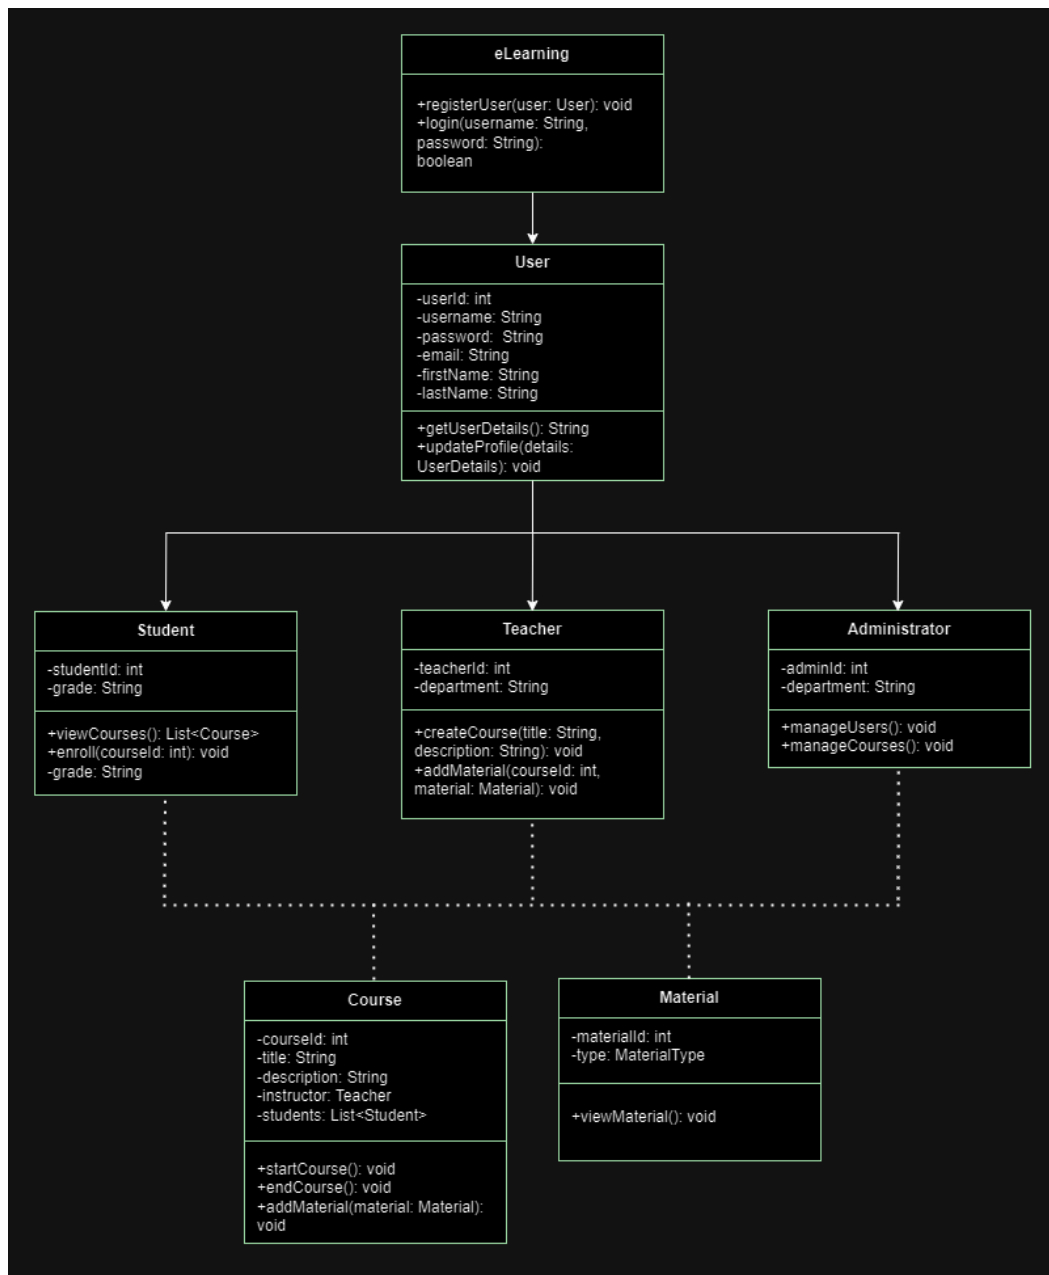 eLearning
+registerUser(user: User): void
+login(username: String,
password: String):
boolean
User
-userId: int
-username: String
-password:  String
-email: String
-firstName: String
-lastName: String
+getUserDetails(): String
+updateProfile(details:
UserDetails): void
Student
-studentId: int
-grade: String
+viewCourses(): List<Course>
+enroll(courseId: int): void
-grade: String
Teacher
-teacherId: int
-department: String
+createCourse(title: String,
description: String): void
+addMaterial(courseId: int,
material: Material): void
Administrator
-adminId: int
-department: String
+manageUsers(): void
+manageCourses(): void
Course
-courseId: int
-title: String
-description: String
-instructor: Teacher
-students: List<Student>
+startCourse(): void
+endCourse(): void
+addMaterial(material: Material):
void
Material
-materialId: int
-type: MaterialType
+viewMaterial(): void